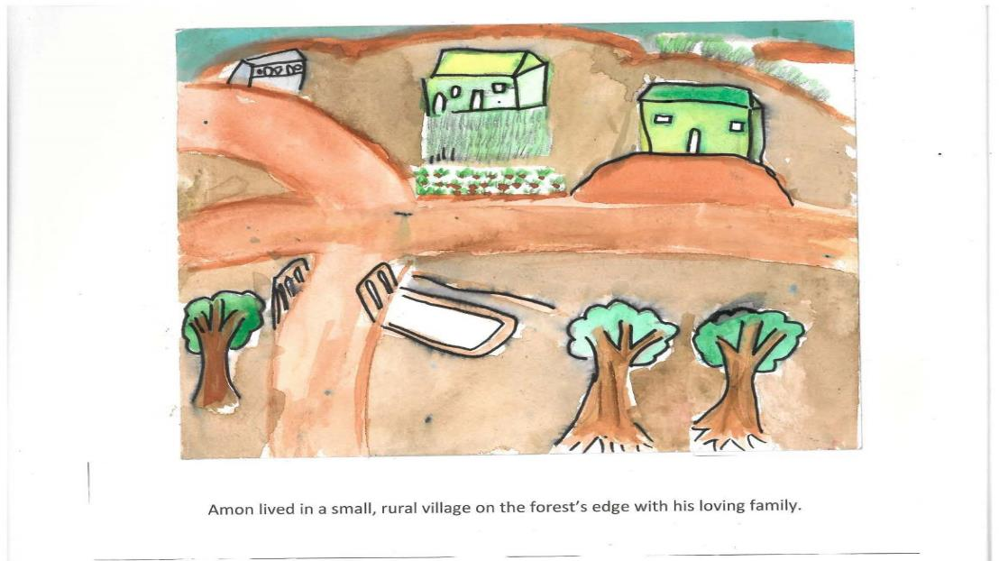 Amon lived in a small, rural village on the forest's edge with his loving family.